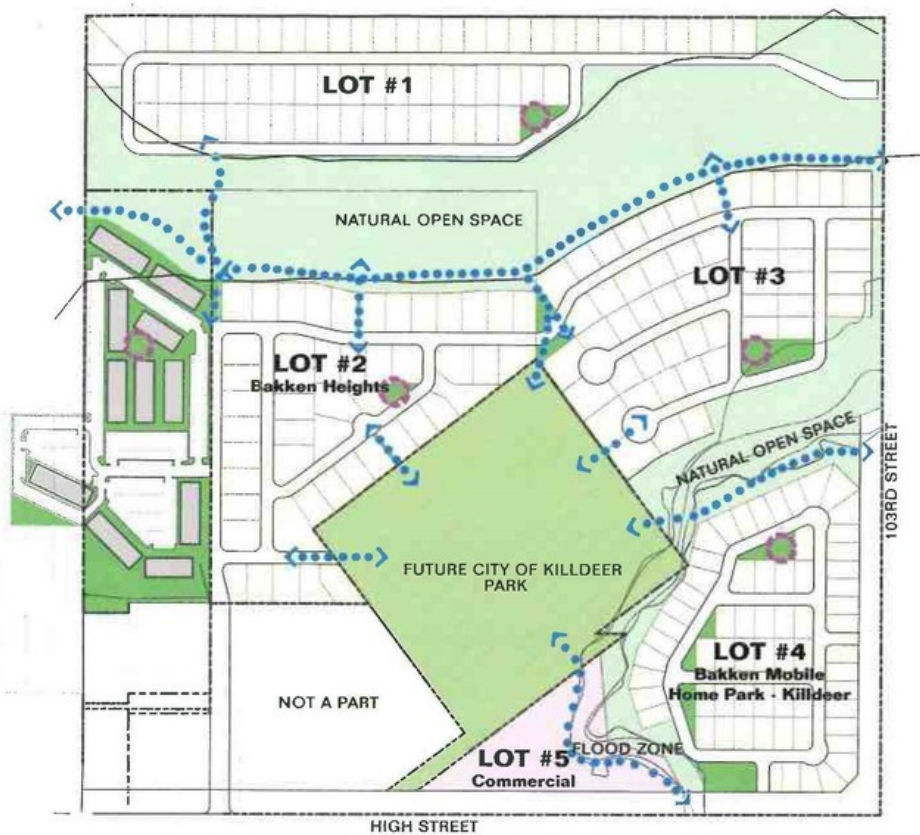 LOT #1
NATURAL OPEN SPACE
LOT #3
LOT #2
Bakken Heights
NATURAL OPEN SPACE
103RD STREET
FUTURE CITY OF KILLDEER
PARK
LOT #4
Bakken Mobile
Home Park - Killdeer
NOT A PART
FLOOD ZONE
LOT #5
Commercial
HIGH STREET